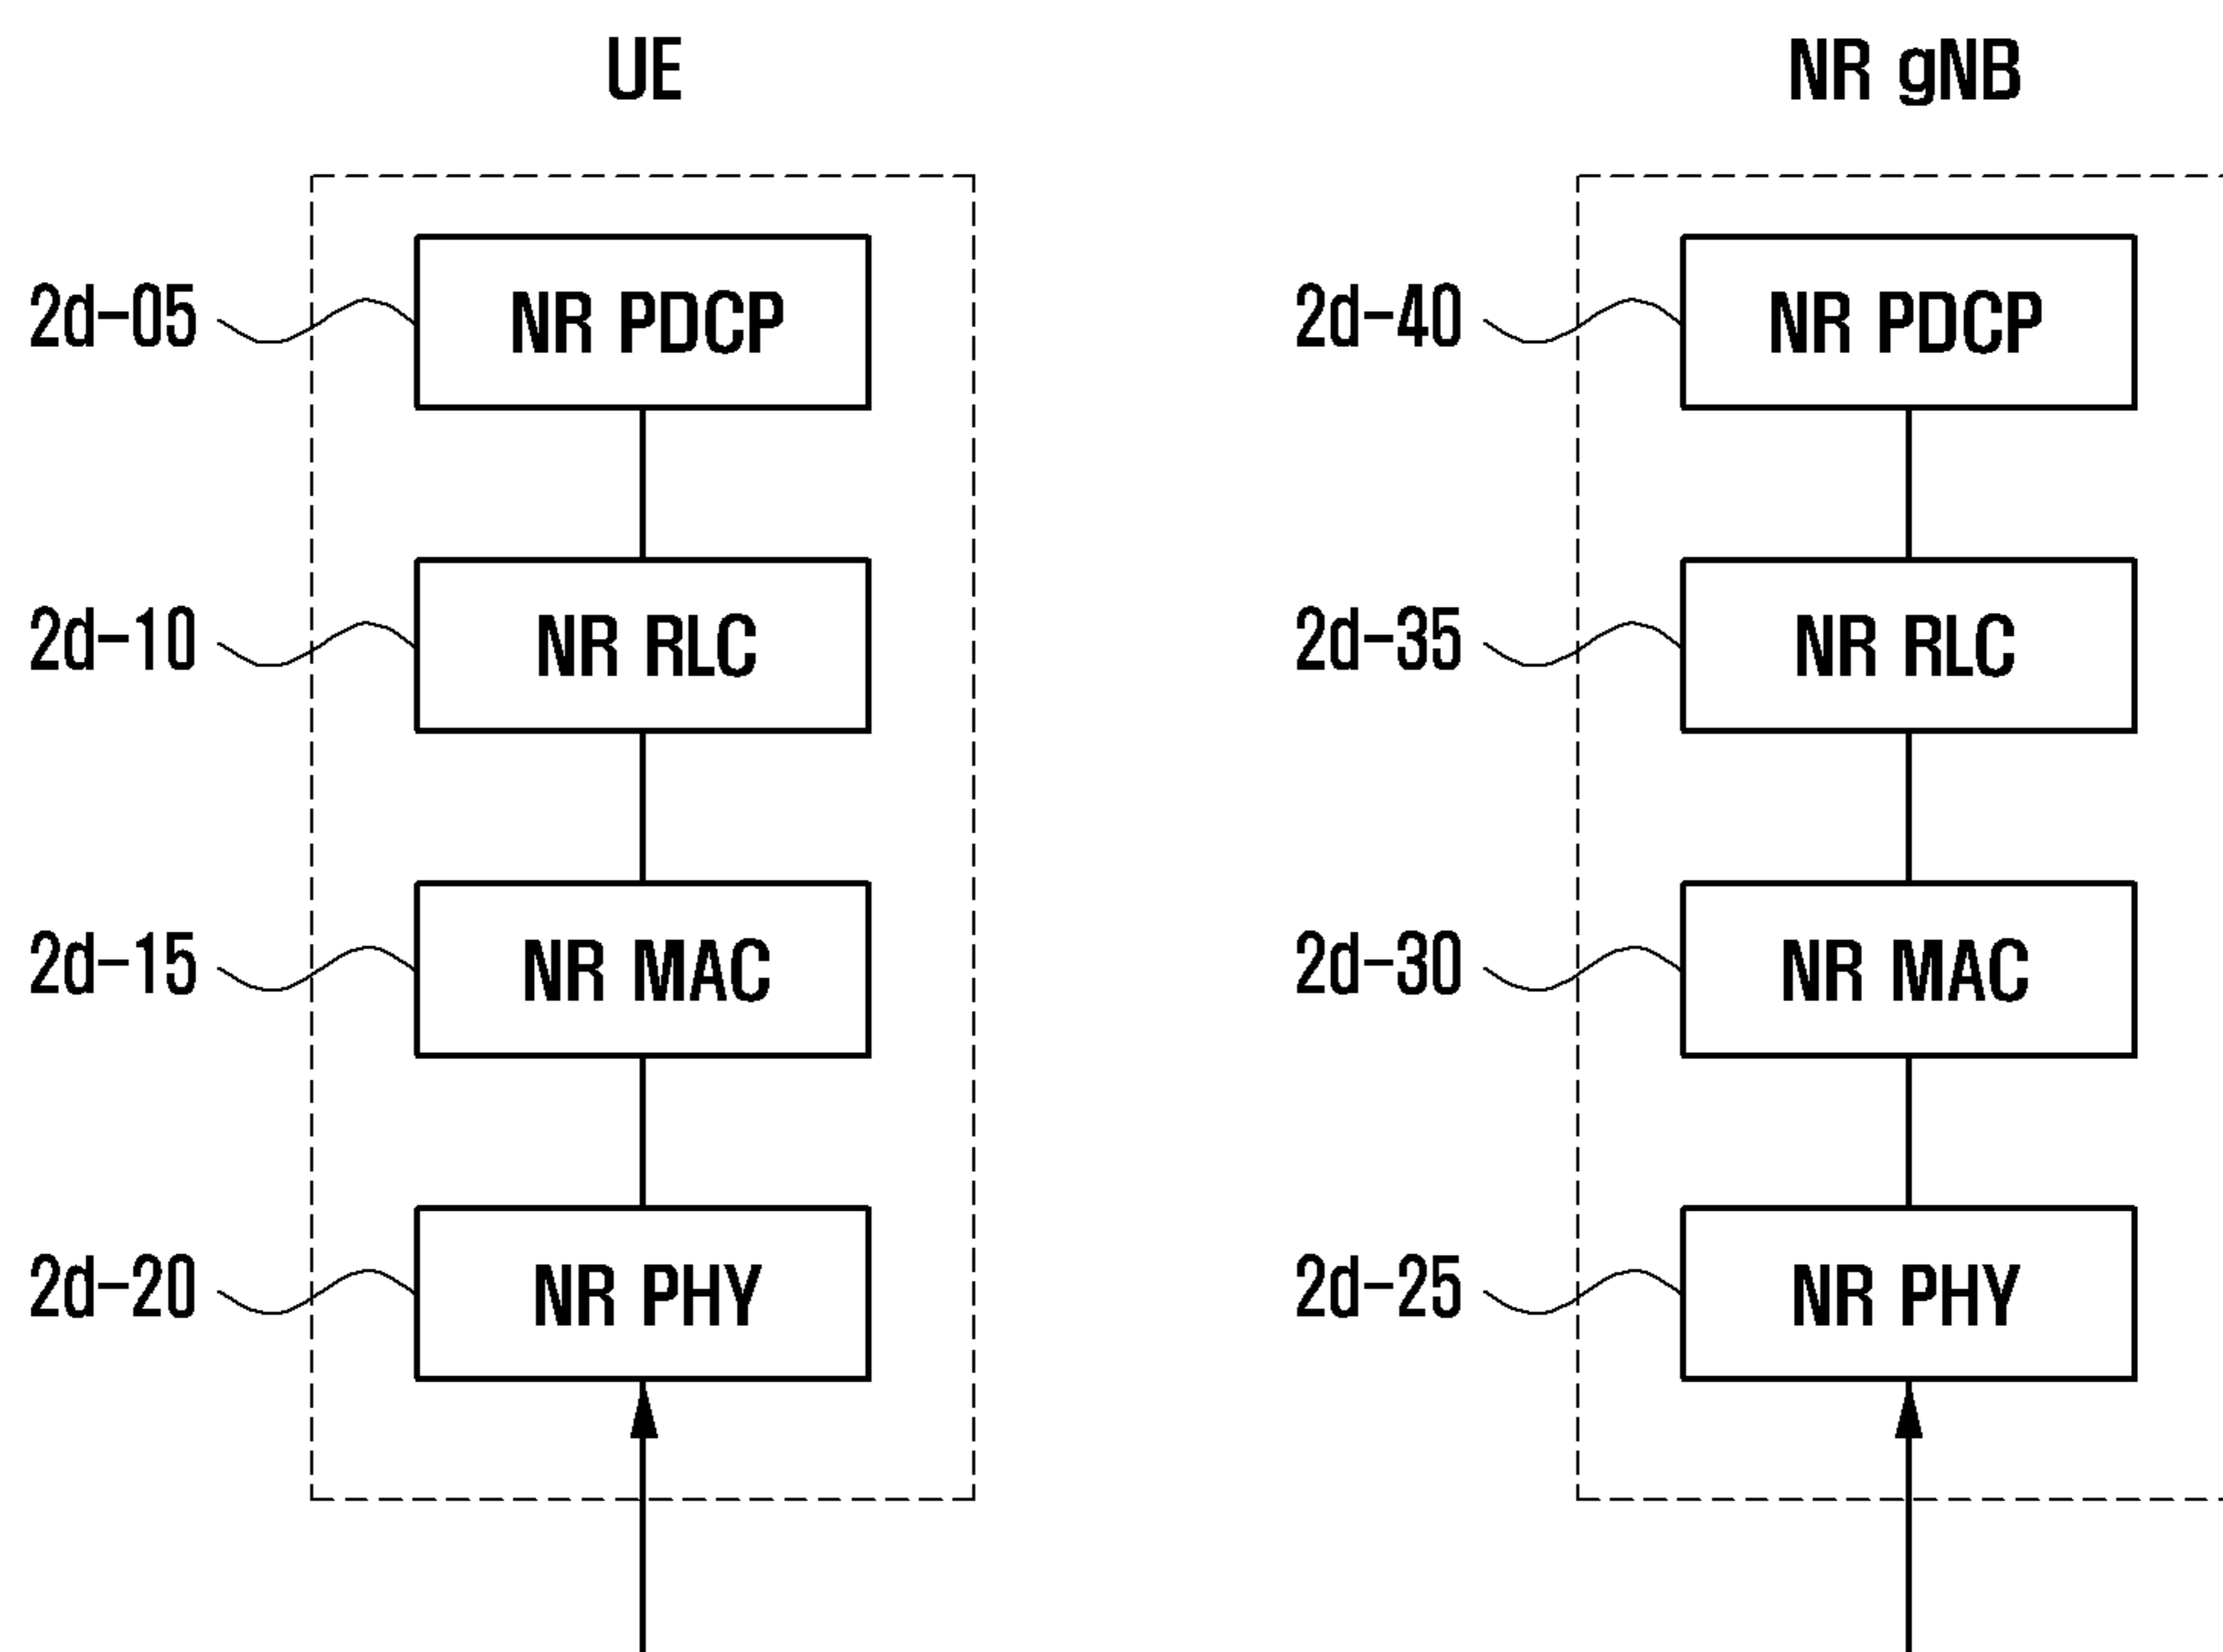 UE
NR gNB
2d-05
NR PDCP
2d-40
NR PDCP
2d-10
NR RLC
2d-35
NR RLC
2d-15
NR MAC
2d-30
NR MAC
2d-20
NR PHY
2d-25
NR PHY